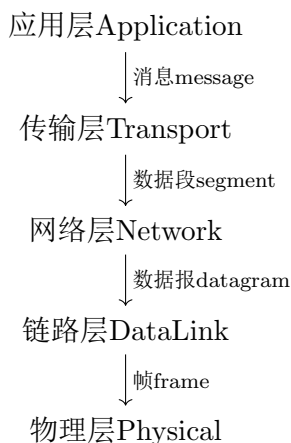 应用层Application
消息message
传输层Transport
数据段segment
网络层Network
数据报datagram
链路层DataLink
帧frame
物理层Physical